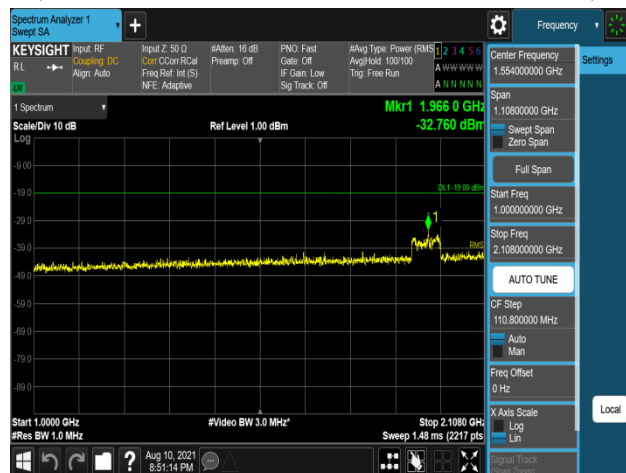 Spectrum Analyzer 1
Swept SA
+
Frequency
KEYSIGHT
Input: RF
Input Z: 50 Ω
#Atten: 16 dB
PNO: Fast
#Avg Type: Power (RMS
1 2 3 4 5 6
RL
Coupling: DC
Corr CCorr RCal
Preamp: Off
Gate: Off
Avg|Hold: 100/100
A W W W W W
Align: Auto
Freq Ref: Int (S)
IF Gain: Low
Trig: Free Run
NFE: Adaptive
Sig Track: Off
A N N N N N
LXI
1 Spectrum
Mkr1 1.966 0 GHz
Scale/Div 10 dB
Ref Level 1.00 dBm
-32.760 dBm
Log
-9.00
-19.0
DL1 -19.00 dBm
-29.0
1
-39.0
RMS
-49.0
-59.0
-69.0
-79.0
-89.0
Start 1.0000 GHz
#Video BW 3.0 MHz*
Stop 2.1080 GHz
#Res BW 1.0 MHz
Sweep 1.48 ms (2217 pts
Aug 10, 2021
8:51:14 PM
Center Frequency
1.554000000 GHz
Settings
Span
1.10800000 GHz
Swept Span
Zero Span
Full Span
Start Freq
1.000000000 GHz
Stop Freq
2.108000000 GHz
AUTO TUNE
CF Step
110.800000 MHz
Auto
Man
Freq Offset
0 Hz
X Axis Scale
Log
Lin
Local
Signal Track
(Span Zoom)